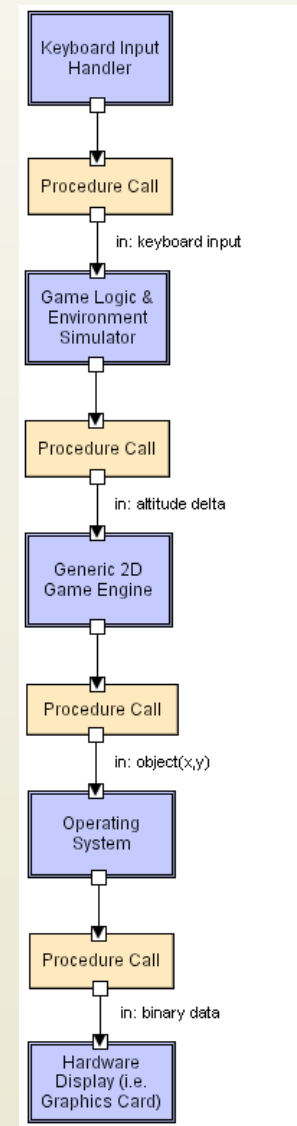 Keyboard Input
Handler
Procedure Call
in: keyboard input
Game Logic &
Environment
Simulator
Procedure Call
in: altitude delta
Generic 2D
Game Engine
Procedure Call
in: object(x,y)
Operating
System
Procedure Call
in: binary data
Hardware
Display (i.e.
Graphics Card)